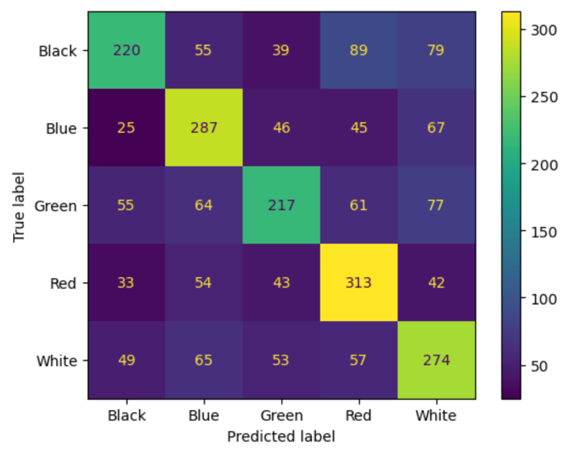 300
Black 220 55 39 89 79
250
Blue 25 287 46 45 67
200
Green 55 64 217 61 77
150
Red 33 54 43 313 42
100
White 49 65 53 57 274
50
Black Blue Green Red White
Predicted label
True label